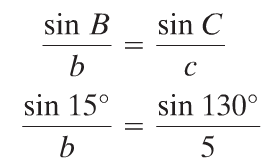 sin B / b = sin C / c
sin 15° / b = sin 130° / 5